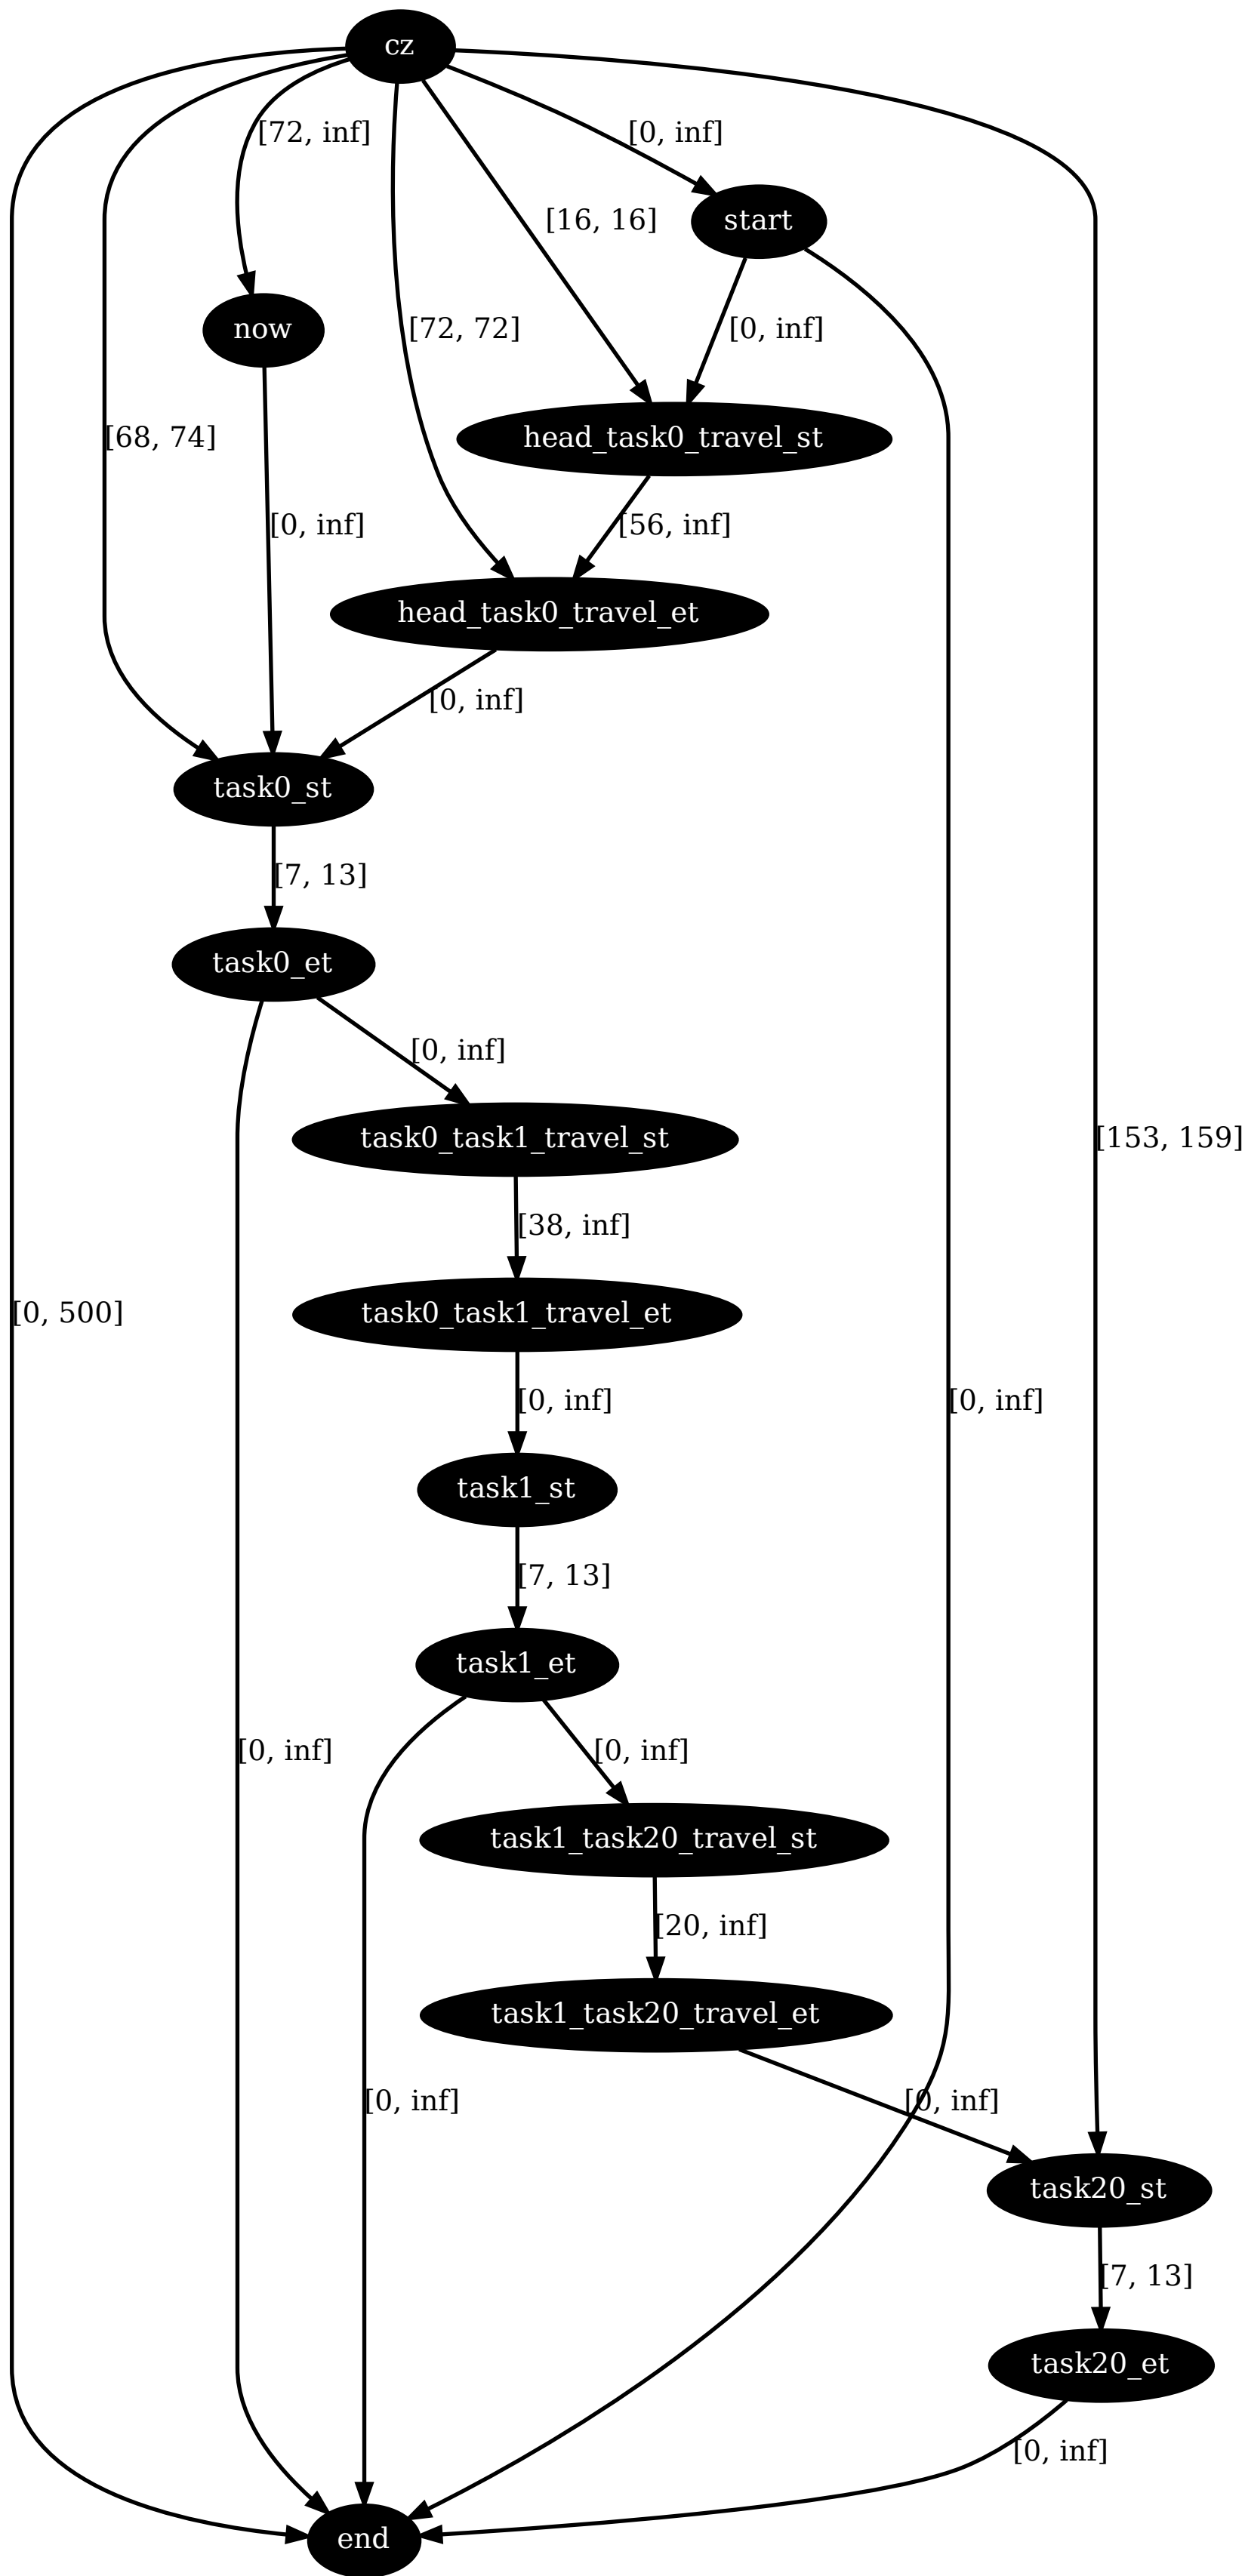 cz
[72, inf]
[0, inf]
[16, 16]
start
now
[72, 72]
[0, inf]
[68, 74]
head_task0_travel_st
[0, inf]
[56, inf]
head_task0_travel_et
[0, inf]
task0_st
[7, 13]
task0_et
[0, inf]
task0_task1_travel_st
[153, 159]
[38, inf]
[0, 500]
task0_task1_travel_et
[0, inf]
[0, inf]
task1_st
[7, 13]
task1_et
[0, inf]
[0, inf]
task1_task20_travel_st
[20, inf]
task1_task20_travel_et
[0, inf]
[0, inf]
task20_st
[7, 13]
task20_et
[0, inf]
end